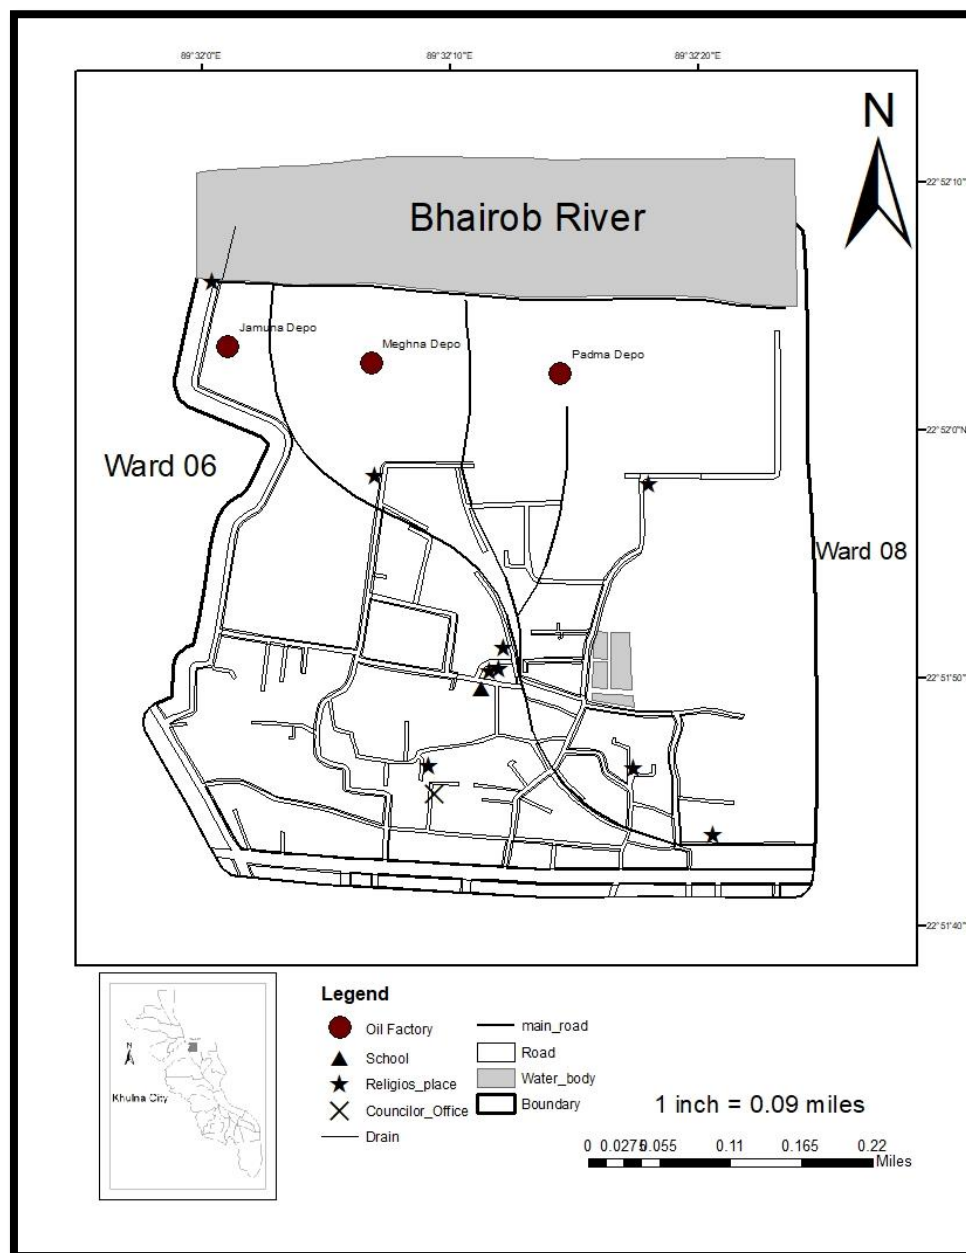 89°32'0"E
89°32'10"E
89°32'20"E
N
22°52'10"
Bhairob River
Jamuna Depo
Meghna Depo
Padma Depo
22°52'0"N
Ward 06
Ward 08
22°51'50"
22°51'40"
Legend
Oil Factory
School
Religios_place
Councilor_Office
Drain
main_road
Road
Water_body
Boundary
N
Khulna City
1 inch = 0.09 miles
0 0.0275 0.055 0.11 0.165 0.22
Miles